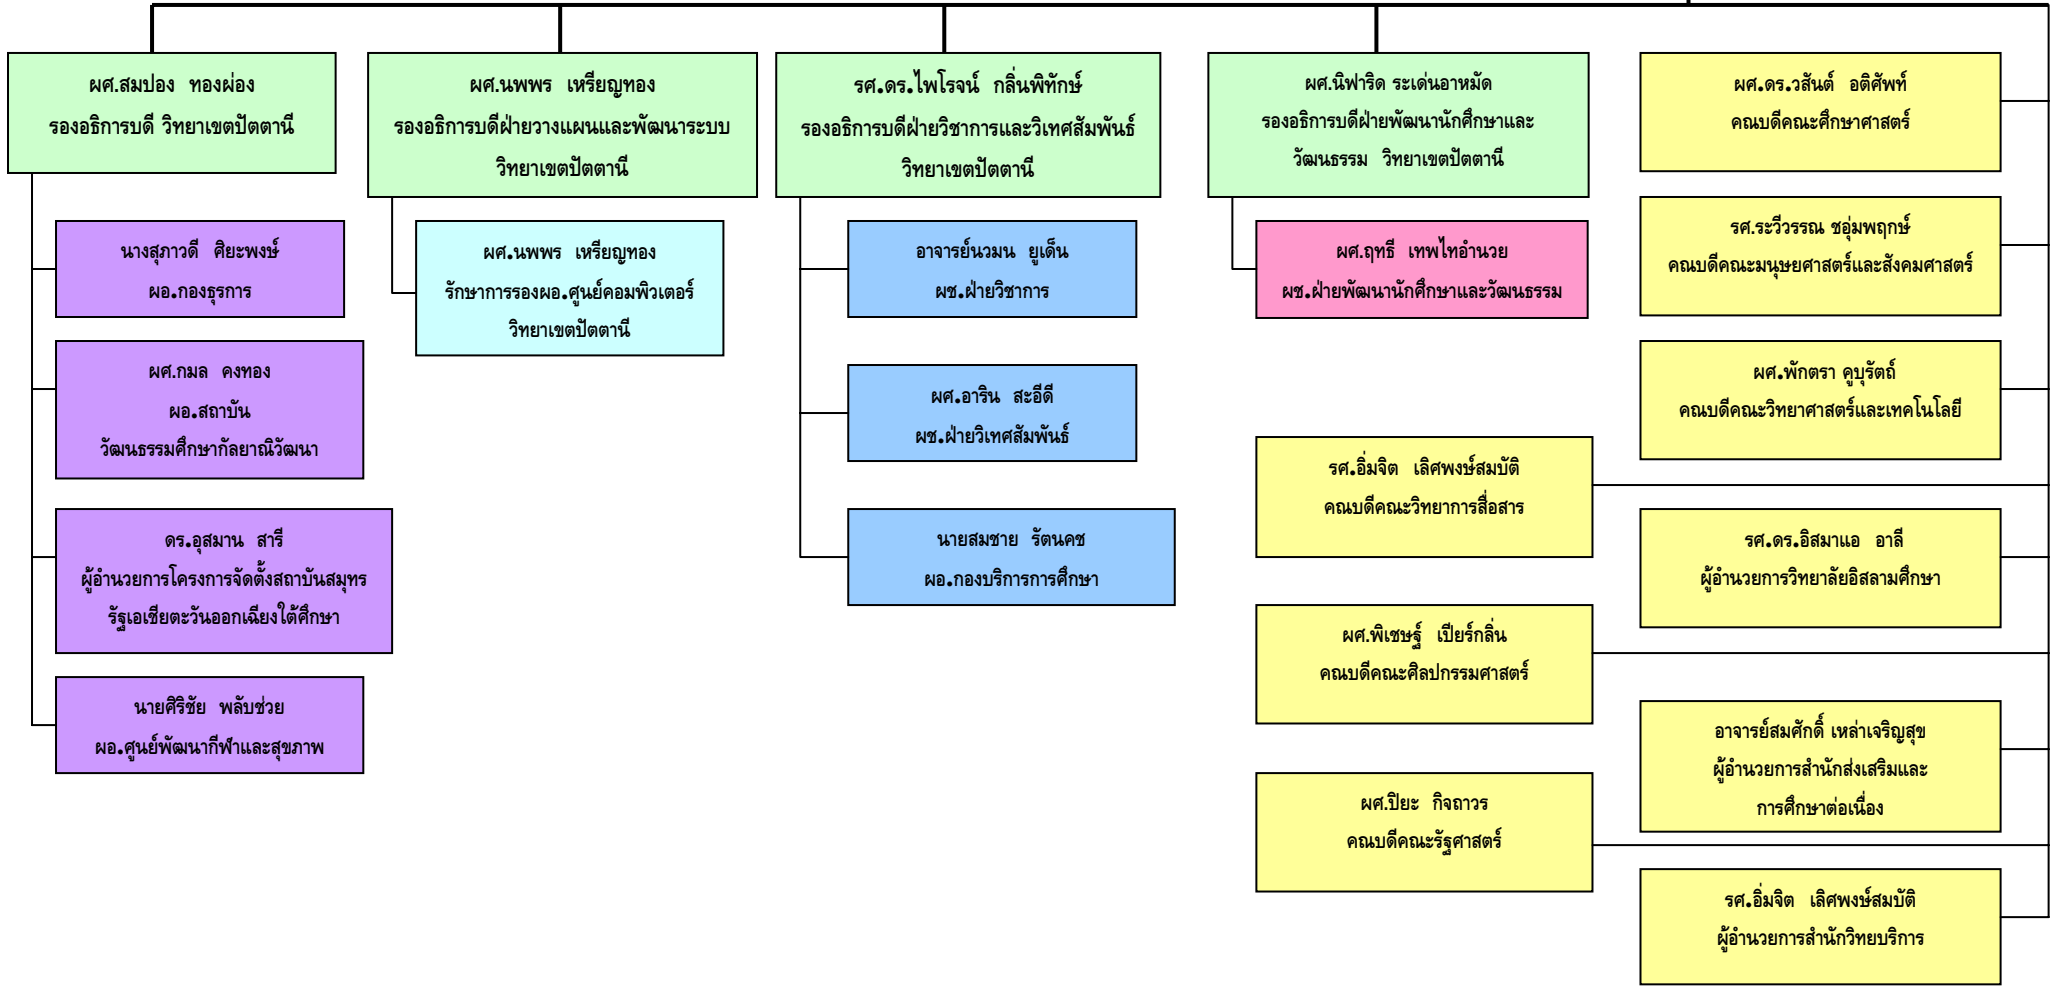 ผศ.สมปอง ทองผ่อง
รองอธิการบดี วิทยาเขตปัตตานี
ผศ.นพพร เหรียญทอง
รองอธิการบดีฝ่ายวางแผนและพัฒนาระบบ
วิทยาเขตปัตตานี
รศ.ดร.ไพโรจน์ กลิ่นพิทักษ์
รองอธิการบดีฝ่ายวิชาการและวิเทศสัมพันธ์
วิทยาเขตปัตตานี
ผศ.นิฟาริด ระเด่นอาหมัด
รองอธิการบดีฝ่ายพัฒนานักศึกษาและ
วัฒนธรรม วิทยาเขตปัตตานี
ผศ.ดร.วสันต์ อติศัพท์
คณบดีคณะศึกษาศาสตร์
นางสุภาวดี ศิยะพงษ์
ผอ.กองธุรการ
ผศ.นพพร เหรียญทอง
รักษาการรองผอ.ศูนย์คอมพิวเตอร์
วิทยาเขตปัตตานี
อาจารย์นวมน ยูเด็น
ผช.ฝ่ายวิชาการ
ผศ.ฤทธี เทพไทอำนวย
ผช.ฝ่ายพัฒนานักศึกษาและวัฒนธรรม
รศ.ระวีวรรณ ชอุ่มพฤกษ์
คณบดีคณะมนุษยศาสตร์และสังคมศาสตร์
ผศ.กมล คงทอง
ผอ.สถาบัน
วัฒนธรรมศึกษากัลยาณิวัฒนา
ผศ.อาริน สะอีดี
ผช.ฝ่ายวิเทศสัมพันธ์
ผศ.พักตรา คูบุรัตถ์
คณบดีคณะวิทยาศาสตร์และเทคโนโลยี
รศ.อิ่มจิต เลิศพงษ์สมบัติ
คณบดีคณะวิทยาการสื่อสาร
ดร.อุสมาน สารี
ผู้อำนวยการโครงการจัดตั้งสถาบันสมุทร
รัฐเอเชียตะวันออกเฉียงใต้ศึกษา
นายสมชาย รัตนคช
ผอ.กองบริการการศึกษา
รศ.ดร.อิสมาแอ อาลี
ผู้อำนวยการวิทยาลัยอิสลามศึกษา
ผศ.พิเชษฐ์ เปียร์กลิ่น
คณบดีคณะศิลปกรรมศาสตร์
นายศิริชัย พลับช่วย
ผอ.ศูนย์พัฒนากีฬาและสุขภาพ
อาจารย์สมศักดิ์ เหล่าเจริญสุข
ผู้อำนวยการสำนักส่งเสริมและ
การศึกษาต่อเนื่อง
ผศ.ปิยะ กิจถาวร
คณบดีคณะรัฐศาสตร์
รศ.อิ่มจิต เลิศพงษ์สมบัติ
ผู้อำนวยการสำนักวิทยบริการ